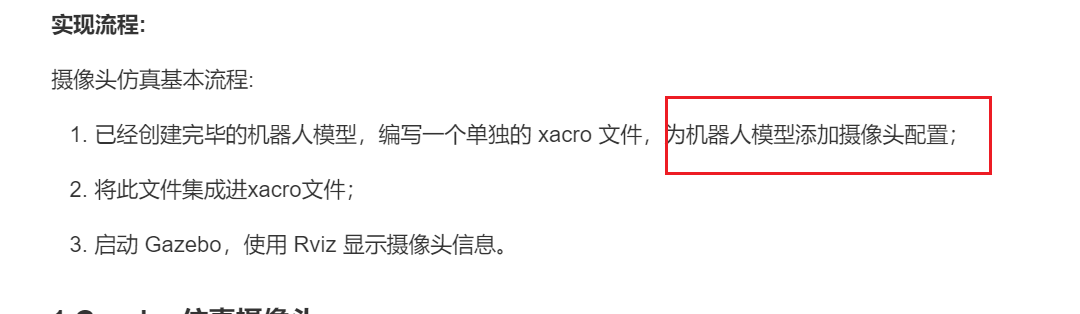 实现流程:
摄像头仿真基本流程:
1. 已经创建完毕的机器人模型，编写一个单独的 xacro 文件，为机器人模型添加摄像头配置；
2. 将此文件集成进xacro文件；
3. 启动 Gazebo，使用 Rviz 显示摄像头信息。